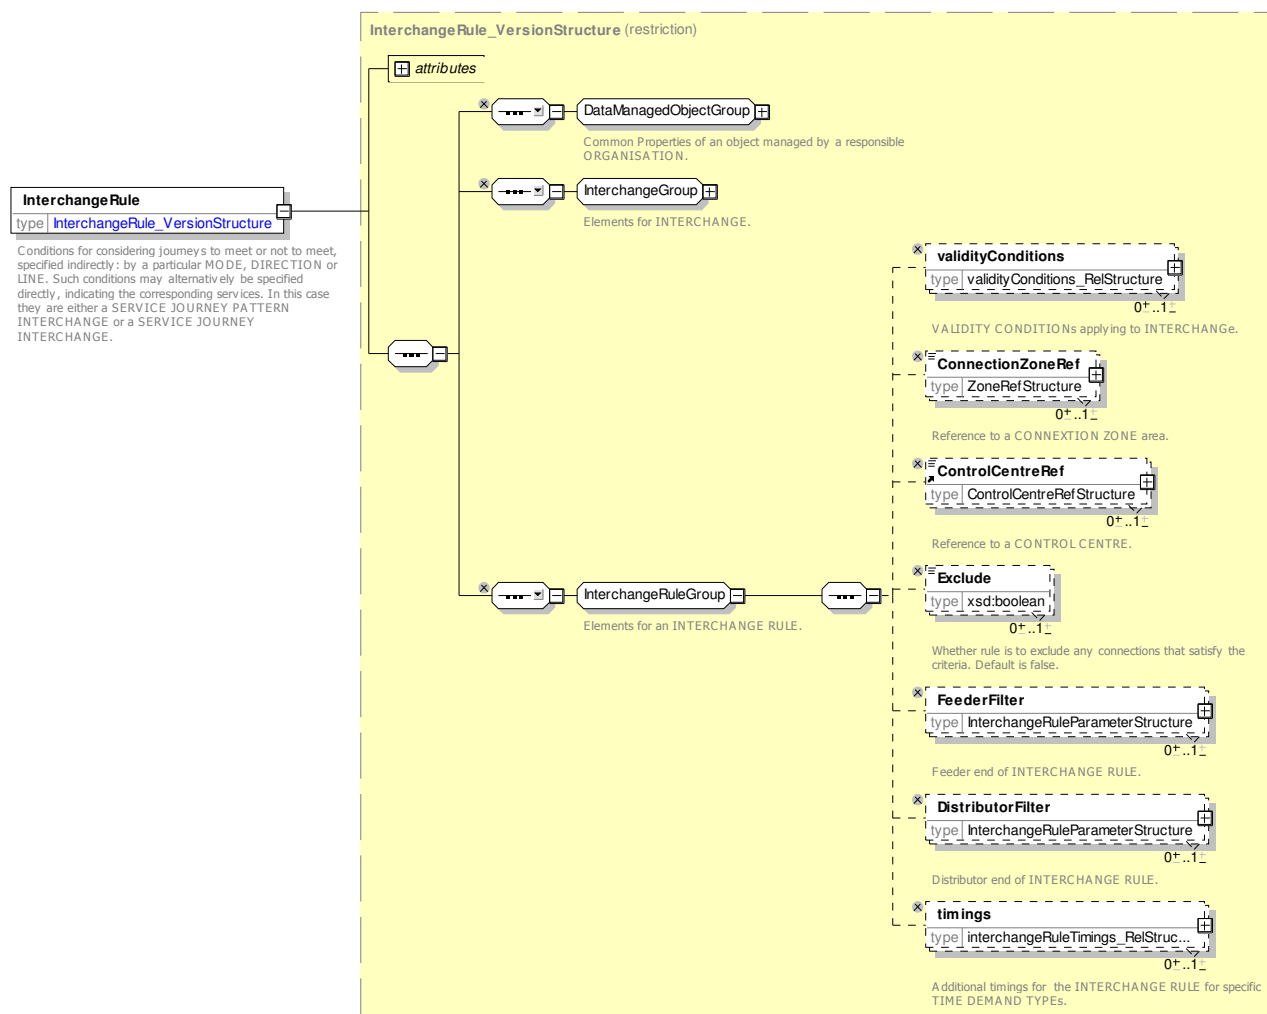 InterchangeRule_VersionStructure (restriction)
attributes
DataManagedObjectGroup
Common Properties of an object managed by a responsible
ORGANISATION.
InterchangeGroup
Elements for INTERCHANGE.
InterchangeRule
type InterchangeRule_VersionStructure
Conditions for considering journeys to meet or not to meet,
specified indirectly: by a particular MODE, DIRECTION or
LINE. Such conditions may alternatively be specified
directly, indicating the corresponding services. In this case
they are either a SERVICE JOURNEY PATTERN
INTERCHANGE or a SERVICE JOURNEY
INTERCHANGE.
validityConditions
type validityConditions_RelStructure
0..1
VALIDITY CONDITIONs applying to INTERCHANGe.
ConnectionZoneRef
type ZoneRefStructure
0..1
Reference to a CONNEXTION ZONE area.
ControlCentreRef
type ControlCentreRefStructure
0..1
Reference to a CONTROL CENTRE.
InterchangeRuleGroup
Elements for an INTERCHANGE RULE.
Exclude
type xsd:boolean
0..1
Whether rule is to exclude any connections that satisfy the
criteria. Default is false.
FeederFilter
type InterchangeRuleParameterStructure
0..1
Feeder end of INTERCHANGE RULE.
DistributorFilter
type InterchangeRuleParameterStructure
0..1
Distributor end of INTERCHANGE RULE.
timings
type interchangeRuleTimings_RelStruc...
0..1
Additional timings for the INTERCHANGE RULE for specific
TIME DEMAND TYPEs.